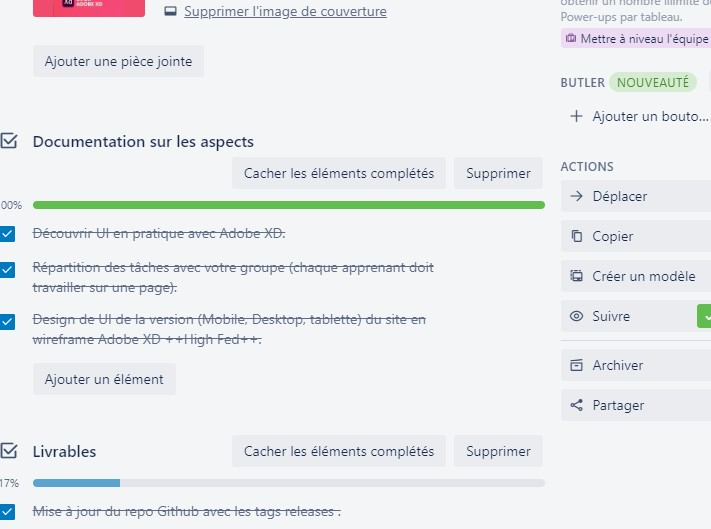 ADOBE XD
Supprimer l'image de couverture
Ajouter une pièce jointe
Documentation sur les aspects
Cacher les éléments complétés
Supprimer
00%
Découvrir UI en pratique avec Adobe XD.
Répartition des tâches avec votre groupe (chaque apprenant doit
travailler sur une page).
Design de UI de la version (Mobile, Desktop, tablette) du site en
wireframe Adobe XD ++High Fed++.
Ajouter un élément
Livrables
Cacher les éléments complétés
Supprimer
17%
Mise à jour du repo Github avec les tags releases .
obtenir un nombre illimité de
Power-ups par tableau.
Mettre à niveau l'équipe
BUTLER
NOUVEAUTÉ
Ajouter un bouto...
ACTIONS
Déplacer
Copier
Créer un modèle
Suivre
Archiver
Partager